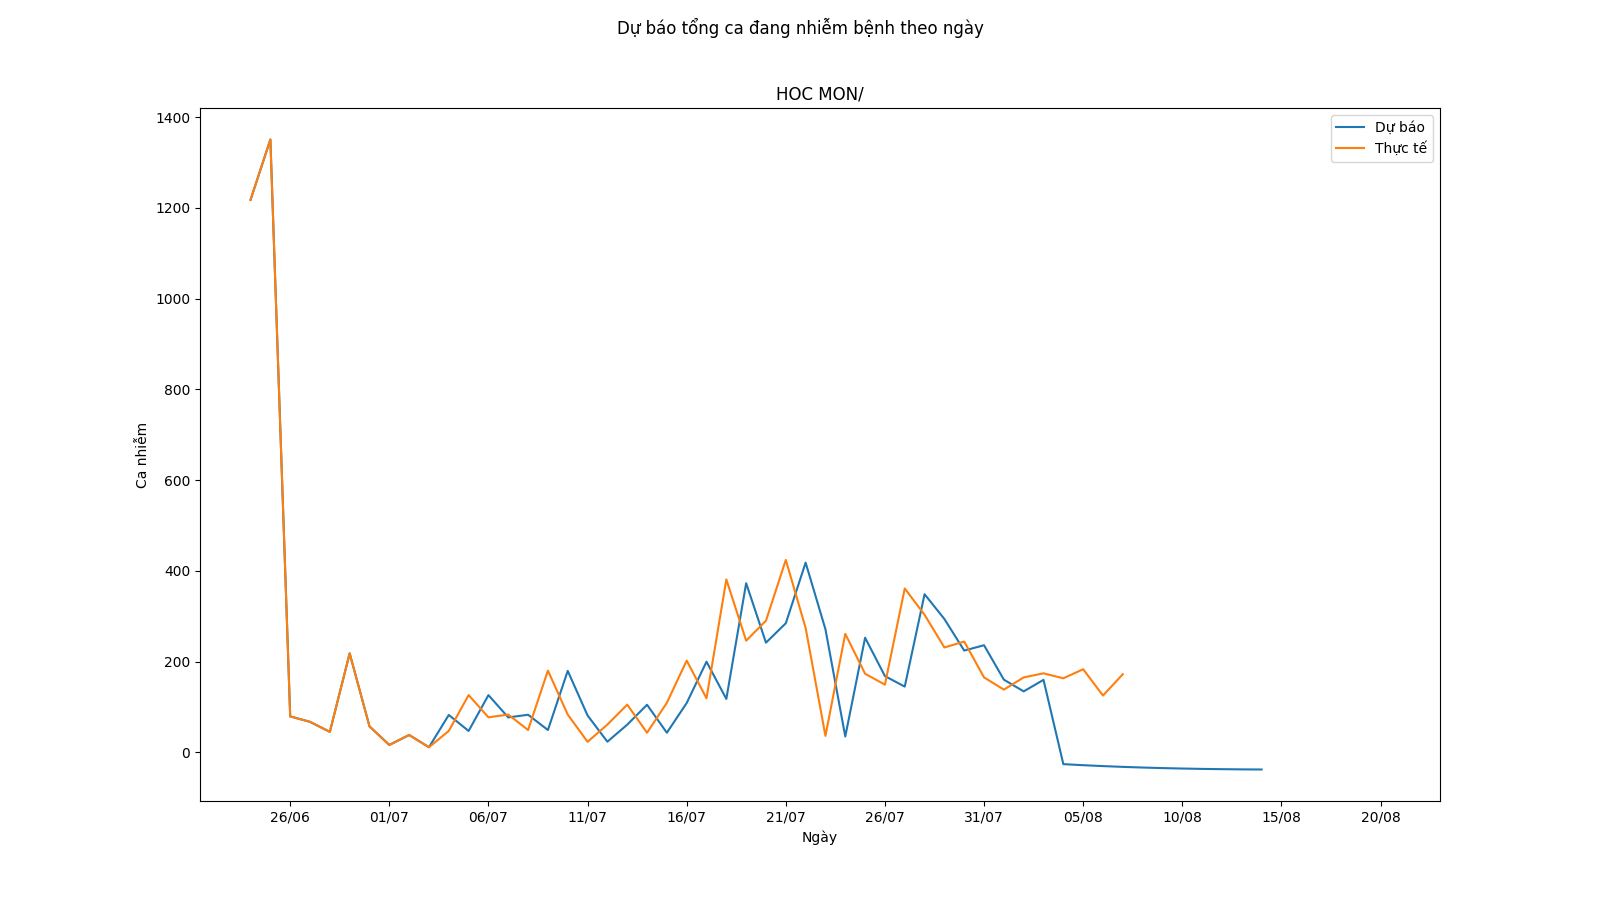 Dự báo tổng ca đang nhiễm bệnh theo ngày
HOC MON/
Dự báo
Thực tế
1400
1200
1000
800
600
400
200
0
Ca nhiễm
26/06 01/07 06/07 11/07 16/07 21/07 26/07 31/07 05/08 10/08 15/08 20/08
Ngày